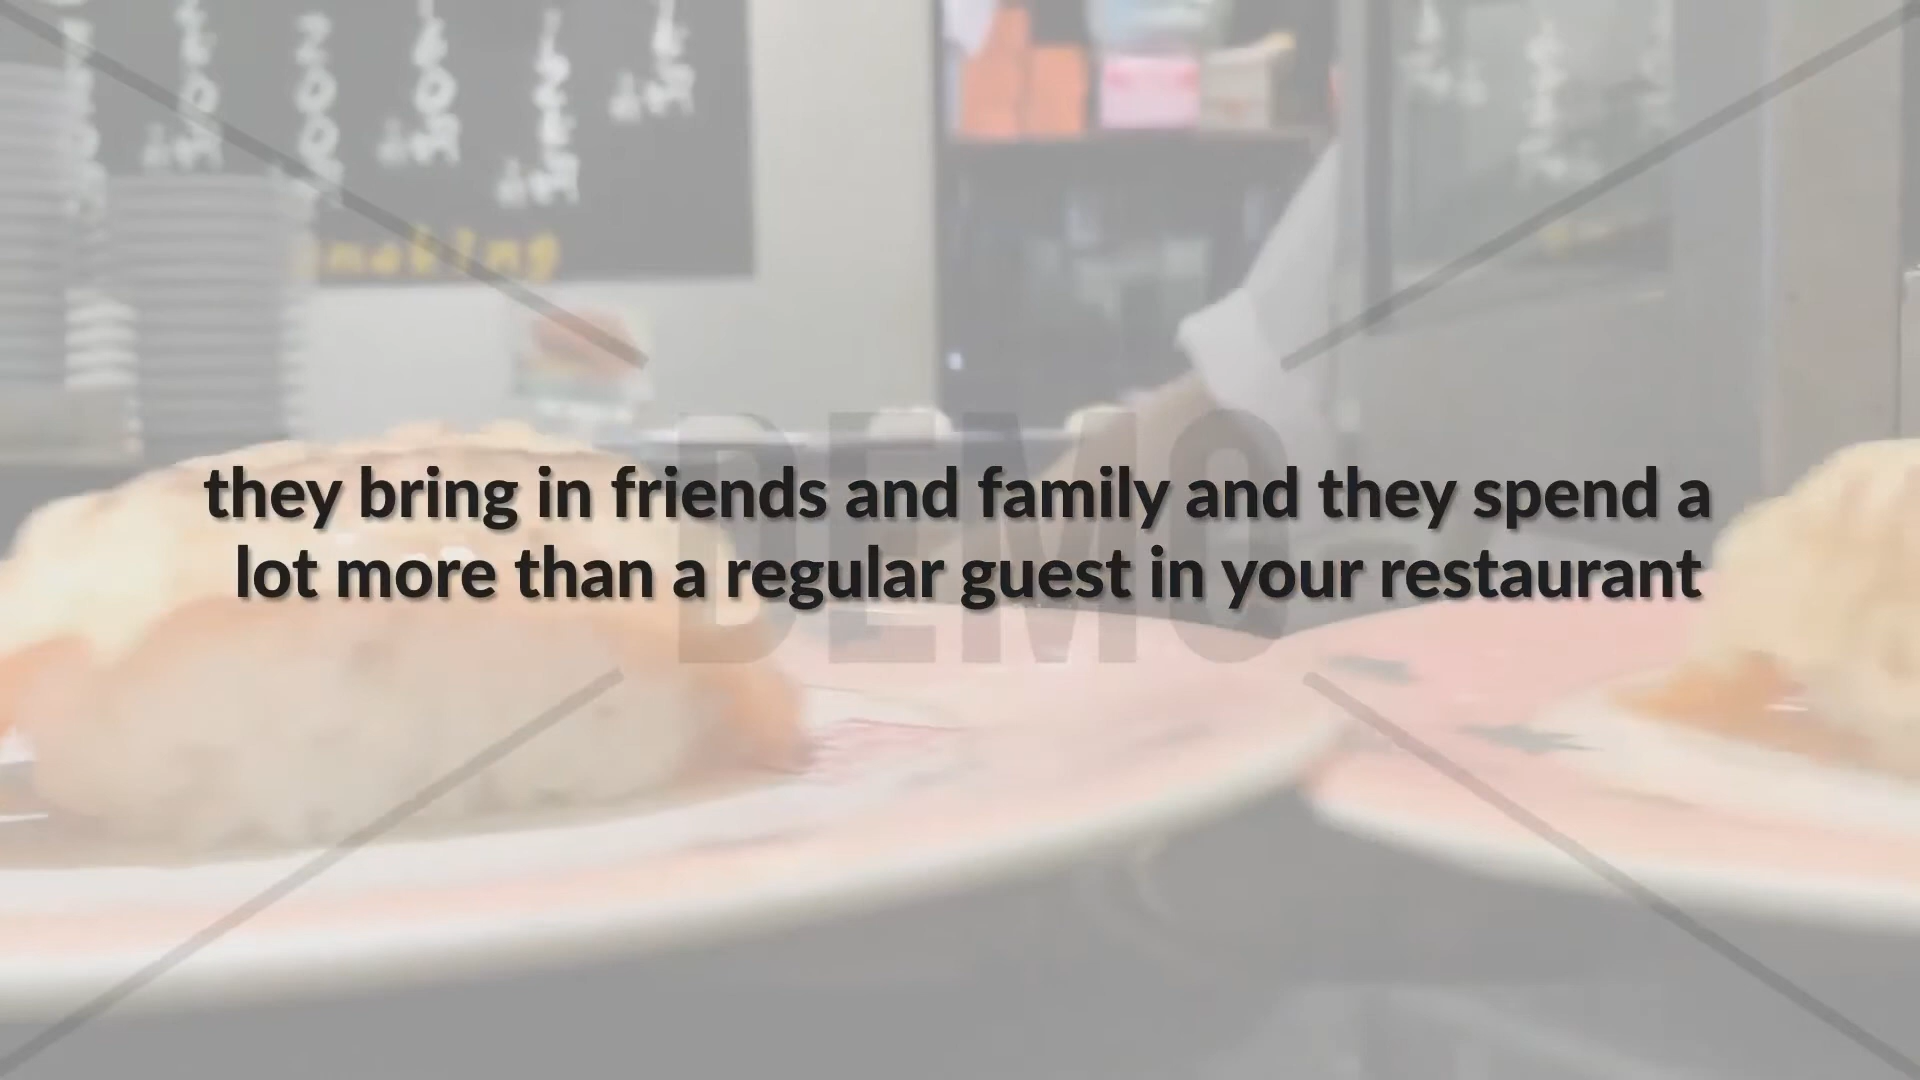 they bring in friends and family and they spend a
lot more than a regular guest in your restaurant
DEMO